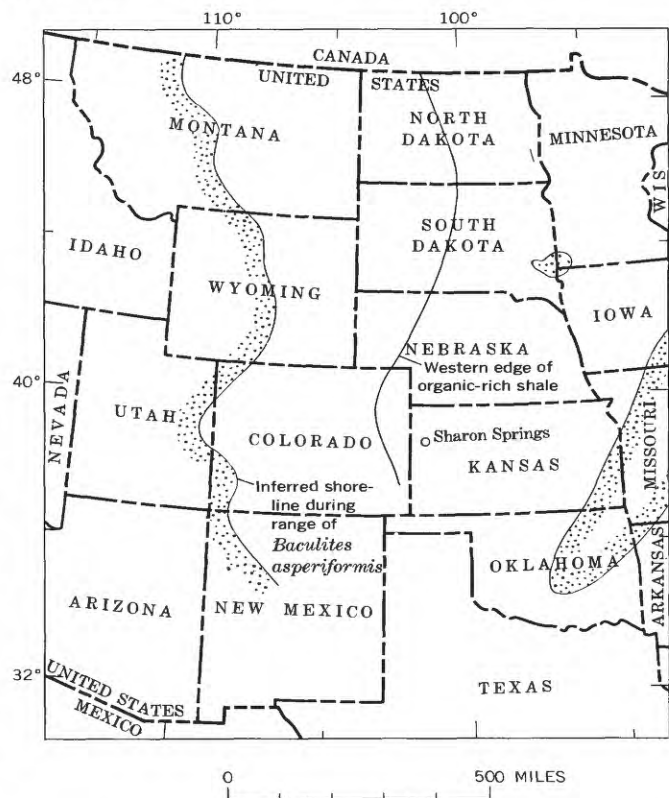 110° 100°
48°
CANADA
UNITED STATES
MONTANA
NORTH
DAKOTA
MINNESOTA
WIS
IDAHO
SOUTH
DAKOTA
WYOMING
IOWA
NEBRASKA
Western edge of
organic-rich shale
40°
NEVADA
UTAH
COLORADO
Sharon Springs
KANSAS
MISSOURI
Inferred shore-
line during
range of
Baculites
asperiformis
OKLAHOMA
ARKANSAS
ARIZONA
NEW MEXICO
32°
UNITED STATES
MEXICO
TEXAS
0 500 MILES